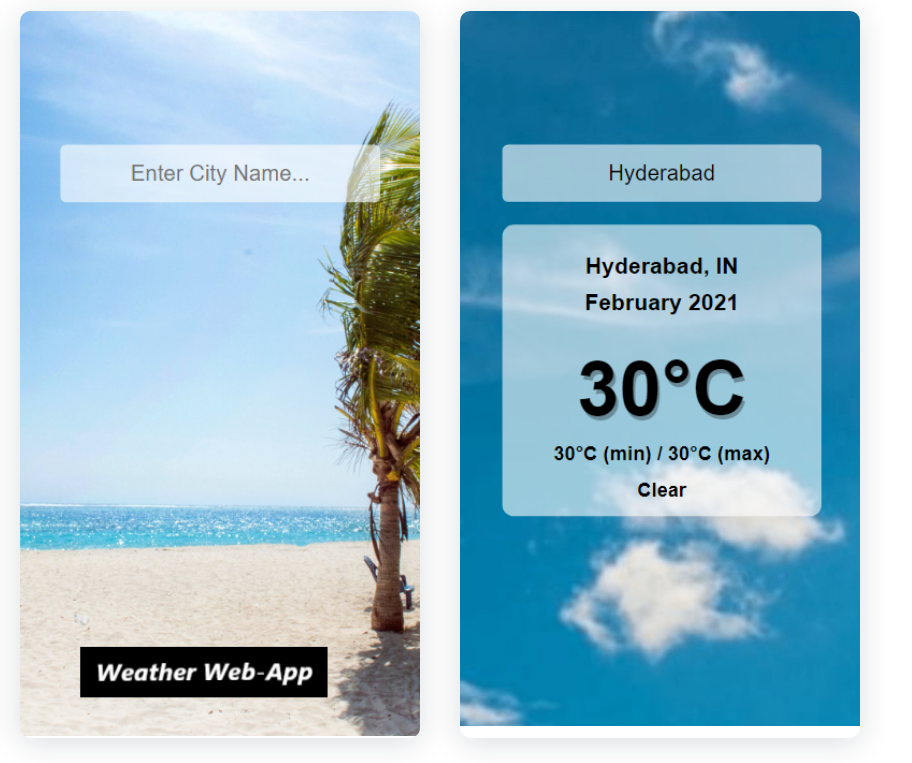 Enter City Name...
Weather Web-App
Hyderabad
Hyderabad, IN
February 2021
30°C
30°C (min) / 30°C (max)
Clear